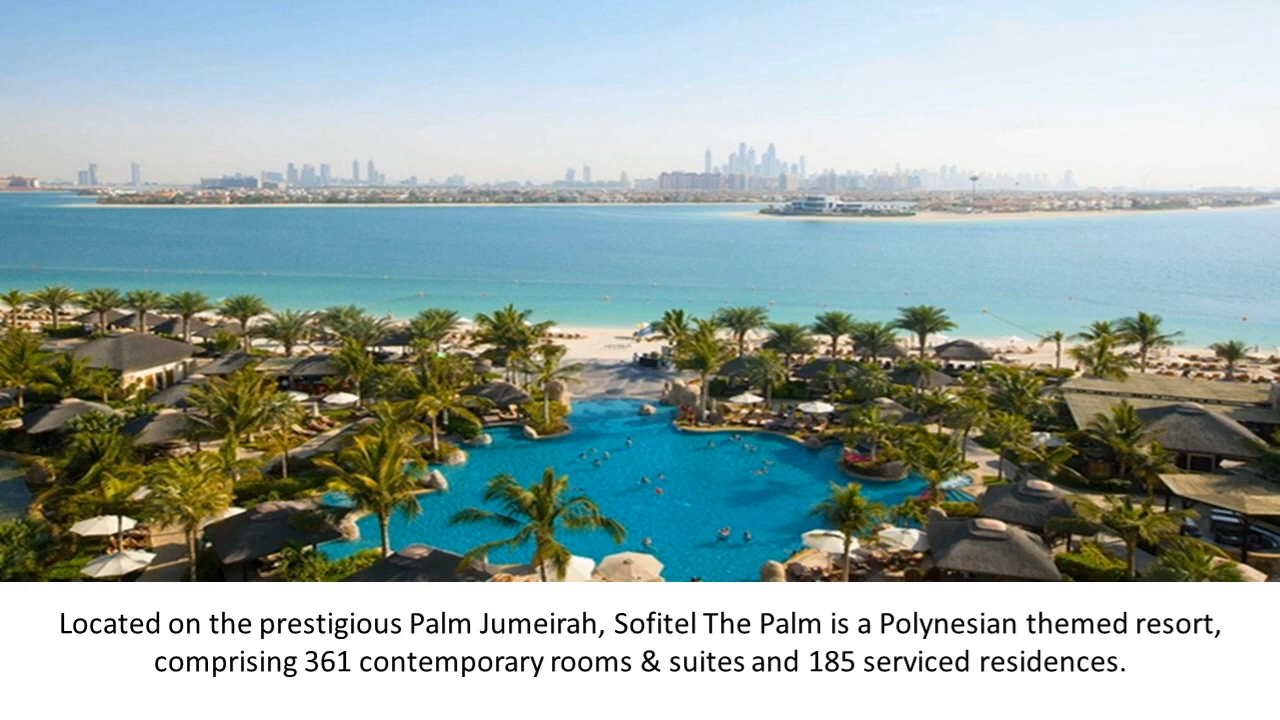 Located on the prestigious Palm Jumeirah, Sofitel The Palm is a Polynesian themed resort,
comprising 361 contemporary rooms & suites and 185 serviced residences.